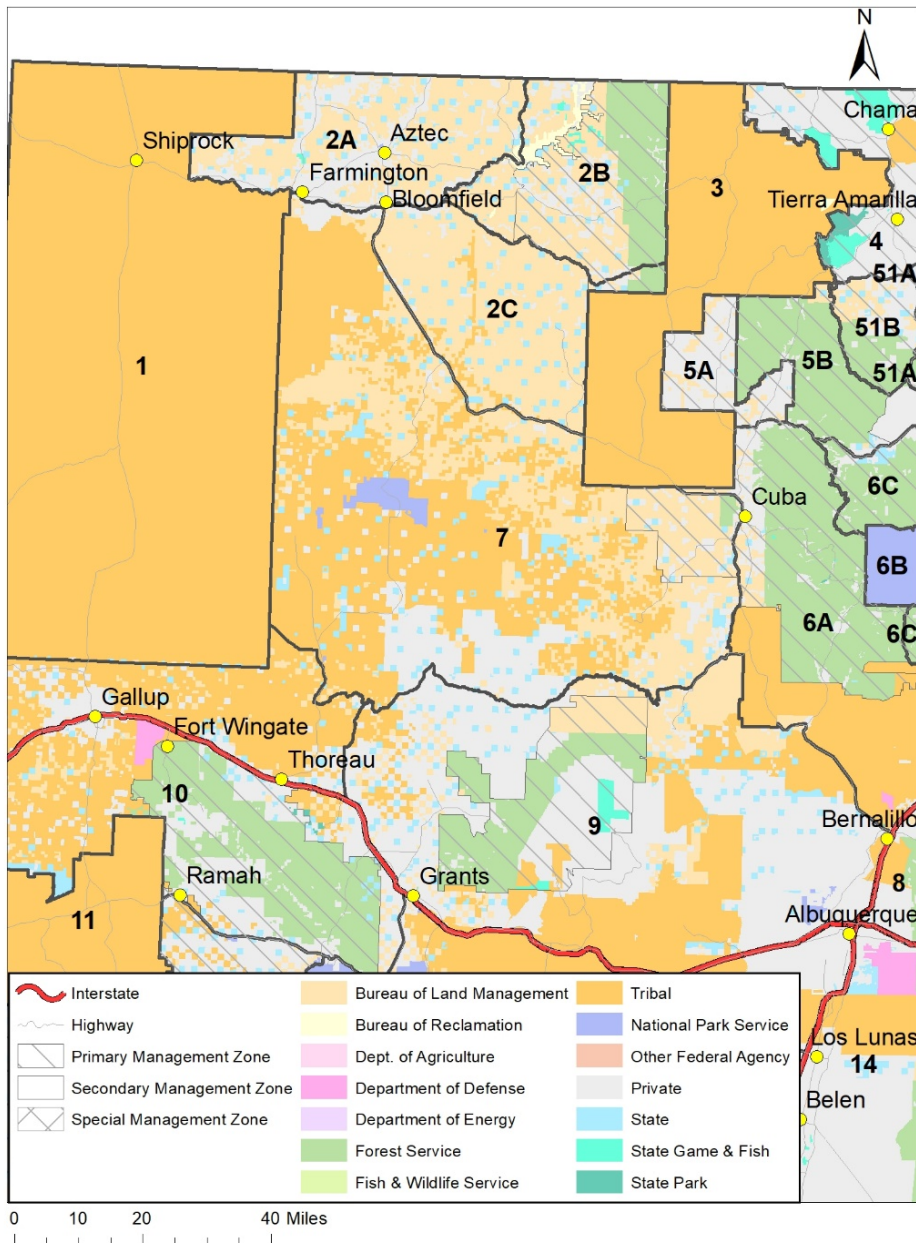 N
Chama
Shiprock
2A
Aztec
Farmington
2B
Bloomfield
3
Tierra Amarilla
4
51A
2C
51B
1
5A
5B
51A
6C
Cuba
7
6B
6A
6C
Gallup
Fort Wingate
Thoreau
10
9
Bernalillo
Ramah
Grants
8
11
Albuquerque
Interstate
Highway
Primary Management Zone
Secondary Management Zone
Special Management Zone
Bureau of Land Management
Bureau of Reclamation
Dept. of Agriculture
Department of Defense
Department of Energy
Forest Service
Fish & Wildlife Service
Tribal
National Park Service
Other Federal Agency
Private
State
State Game & Fish
State Park
Los Lunas
14
Belen
0 10 20 40 Miles